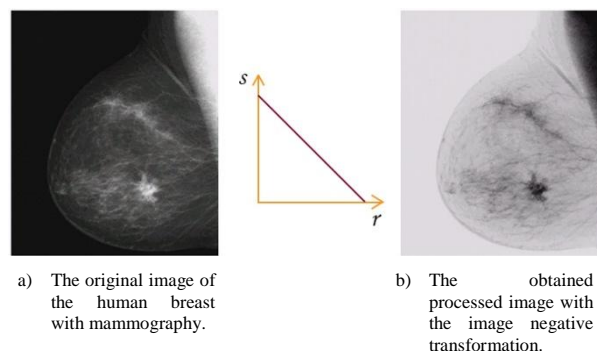 s
r
a) The original image of
the human breast
with mammography.
b) The obtained
processed image with
the image negative
transformation.